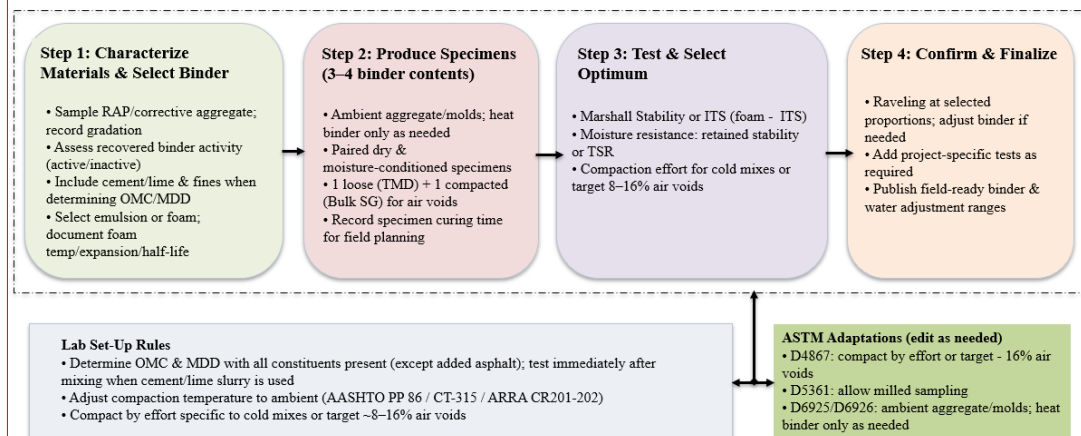 Step 1: Characterize
Materials & Select Binder
• Sample RAP/corrective aggregate;
record gradation
• Assess recovered binder activity
(active/inactive)
• Include cement/lime & fines when
determining OMC/MDD
• Select emulsion or foam;
document foam
temp/expansion/half-life
Step 2: Produce Specimens
(3–4 binder contents)
• Ambient aggregate/molds; heat
binder only as needed
• Paired dry &
moisture-conditioned specimens
• 1 loose (TMD) + 1 compacted
(Bulk SG) for air voids
• Record specimen curing time
for field planning
Step 3: Test & Select
Optimum
• Marshall Stability or ITS (foam - ITS)
• Moisture resistance: retained stability
or TSR
• Compaction effort for cold mixes or
target 8–16% air voids
Step 4: Confirm & Finalize
• Raveling at selected
proportions; adjust binder if
needed
• Add project-specific tests as
required
• Publish field-ready binder &
water adjustment ranges
Lab Set-Up Rules
• Determine OMC & MDD with all constituents present (except added asphalt); test immediately after
mixing when cement/lime slurry is used
• Adjust compaction temperature to ambient (AASHTO PP 86 / CT-315 / ARRA CR201-202)
• Compact by effort specific to cold mixes or target ~8–16% air voids
ASTM Adaptations (edit as needed)
• D4867: compact by effort or target - 16% air
voids
• D5361: allow milled sampling
• D6925/D6926: ambient aggregate/molds; heat
binder only as needed